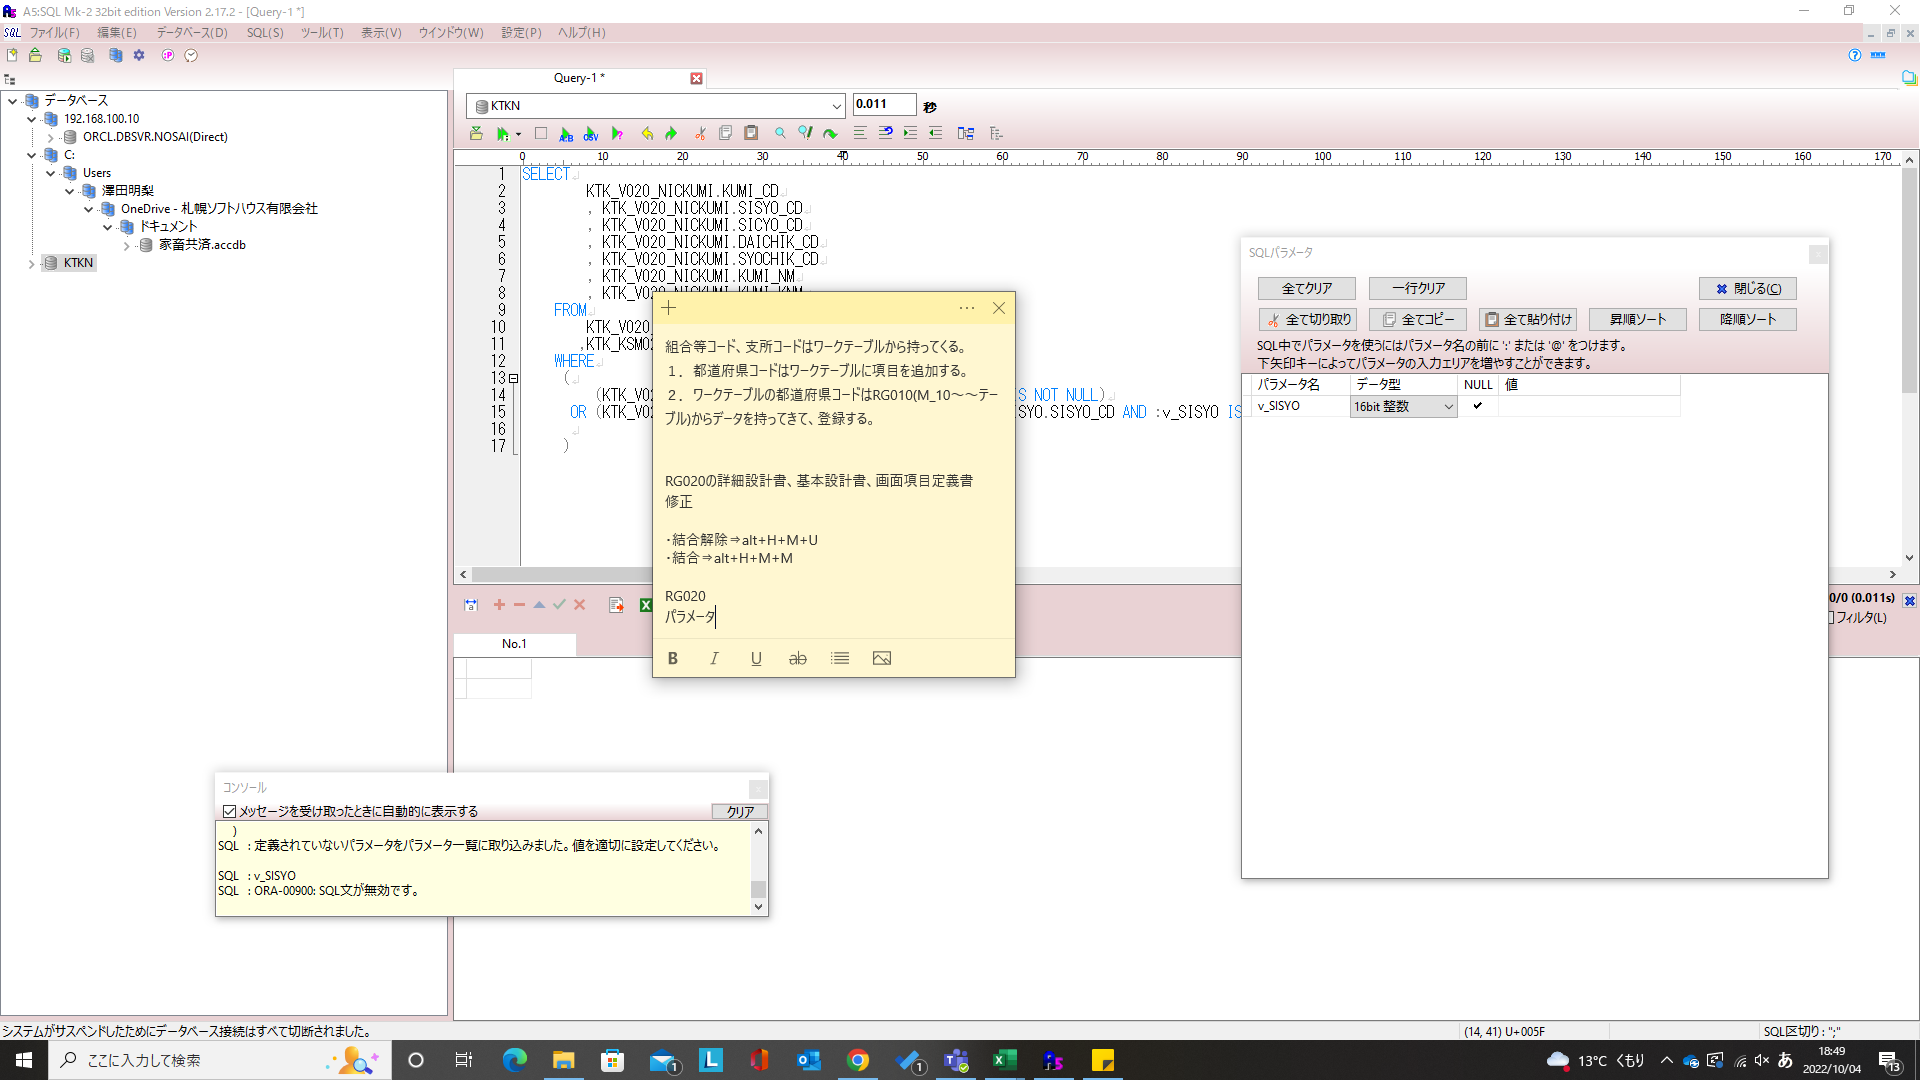 A5:SQL Mk-2 32bit edition Version 2.17.2 - [Query-1 *]
ファイル(F) 編集(E) データベース(D) SQL(S) ツール(T) 表示(V) ウインドウ(W) 設定(P) ヘルプ(H)
データベース
192.168.100.10
ORCL.DBSVR.NOSAI(Direct)
C:
Users
澤田明梨
OneDrive - 札幌ソフトハウス有限会社
ドキュメント
家畜共済.accdb
KTKN
Query-1 *
KTKN 0.011 秒
0 10 20 30 40 50 60 70 80 90 100 110 120 130 140 150 160 170
1 SELECT
2 KTK_V020_NICKUMI.KUMI_CD
3 , KTK_V020_NICKUMI.SISYO_CD
4 , KTK_V020_NICKUMI.SICYO_CD
5 , KTK_V020_NICKUMI.DAICHIK_CD
6 , KTK_V020_NICKUMI.SYOCHIK_CD
7 , KTK_V020_NICKUMI.KUMI_NM
8 , KTK_V020_NICKUMI.KUMI_KNM
9 FROM
10 KTK_V020_
11 ,KTK_KSM02
12 WHERE
13 (
14 (KTK_V02 S NOT NULL)
15 OR (KTK_V02 SYO.SISYO_CD AND :v_SISYO IS
16
17 )
組合等コード、支所コードはワークテーブルから持ってくる。
１．都道府県コードはワークテーブルに項目を追加する。
２．ワークテーブルの都道府県コードはRG010(M_10～～テー
ブル)からデータを持ってきて、登録する。
RG020の詳細設計書、基本設計書、画面項目定義書
修正
・結合解除⇒alt+H+M+U
・結合⇒alt+H+M+M
RG020
パラメータ
B I U ab
SQLパラメータ
全てクリア 一行クリア 閉じる(C)
全て切り取り 全てコピー 全て貼り付け 昇順ソート 降順ソート
SQL中でパラメータを使うにはパラメータ名の前に ':' または '@' をつけます。
下矢印キーによってパラメータの入力エリアを増やすことができます。
パラメータ名 データ型 NULL 値
v_SISYO 16bit 整数
0/0 (0.011s)
フィルタ(L)
No.1
コンソール
メッセージを受け取ったときに自動的に表示する クリア
)
SQL : 定義されていないパラメータをパラメータ一覧に取り込みました。値を適切に設定してください。
SQL : v_SISYO
SQL : ORA-00900: SQL文が無効です。
システムがサスペンドしたためにデータベース接続はすべて切断されました。
(14, 41) U+005F SQL区切り : ";"
ここに入力して検索
1 1
13°C くもり あ 18:49
2022/10/04 13